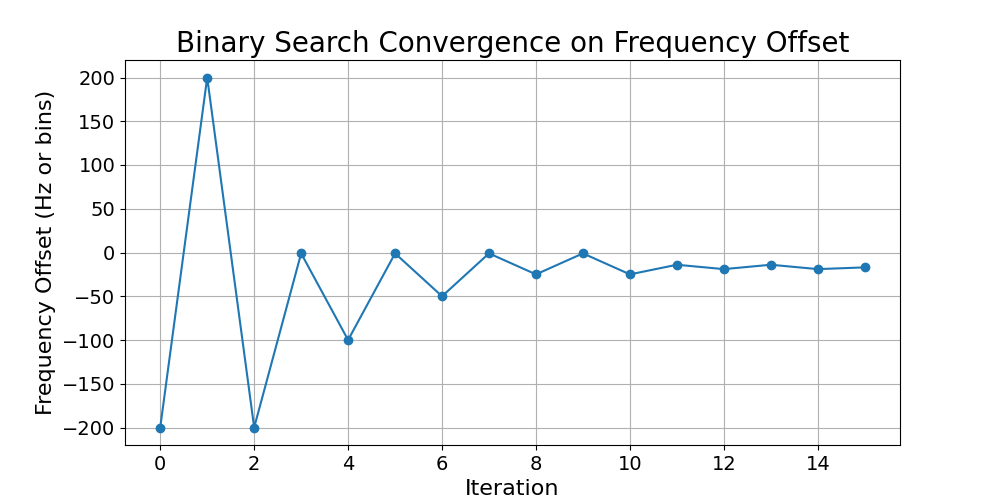 Binary Search Convergence on Frequency Offset
Frequency Offset (Hz or bins)
200
150
100
50
0
−50
−100
−150
−200
0 2 4 6 8 10 12 14
Iteration